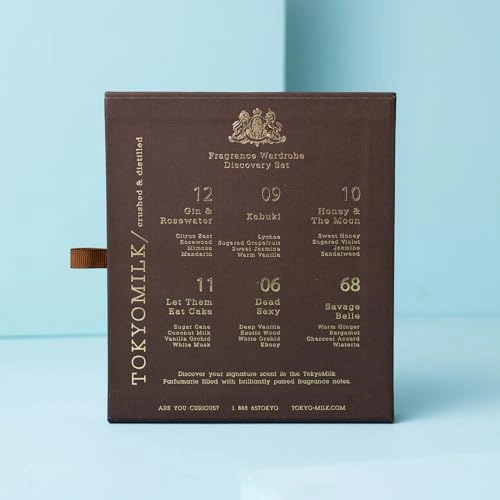 Fragrance Wardrobe
Discovery Set
TOKYOMILK/ crushed & distilled
12
Gin &
Rosewater
Citrus Zest
Rosewood
Mimosa
Mandarin
09
Kabuki
Lychee
Sugared Grapefruit
Sweet Jasmine
Warm Vanilla
10
Honey &
The Moon
Sweet Honey
Sugared Violet
Jasmine
Sandalwood
11
Let Them
Eat Cake
Sugar Cane
Coconut Milk
Vanilla Orchid
White Musk
06
Dead
Sexy
Deep Vanilla
Exotic Wood
White Orchid
Ebony
68
Savage
Belle
Warm Ginger
Bergamot
Charcoal Accord
Wisteria
Discover your signature scent in the TokyoMilk
Parfumarie filled with brilliantly paired fragrance notes.
ARE YOU CURIOUS? 1 888 65TOKYO TOKYO-MILK.COM